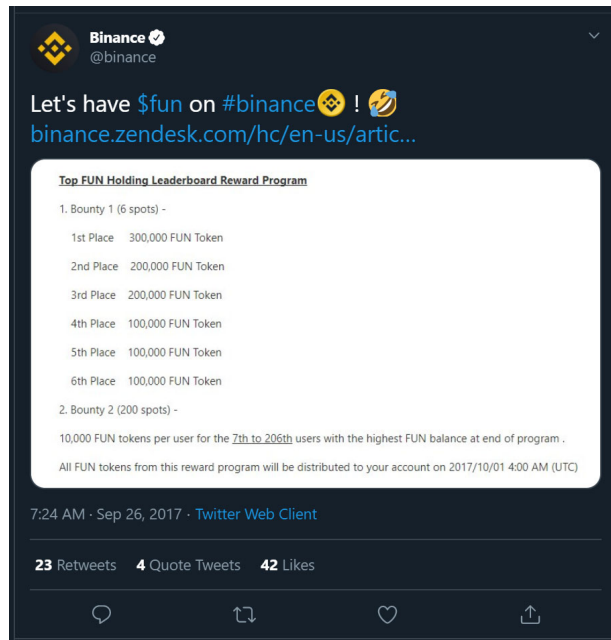 Binance
@binance
Let's have $fun on #binance ! 🤣
binance.zendesk.com/hc/en-us/artic...
Top FUN Holding Leaderboard Reward Program
1. Bounty 1 (6 spots) -
1st Place 300,000 FUN Token
2nd Place 200,000 FUN Token
3rd Place 200,000 FUN Token
4th Place 100,000 FUN Token
5th Place 100,000 FUN Token
6th Place 100,000 FUN Token
2. Bounty 2 (200 spots) -
10,000 FUN tokens per user for the 7th to 206th users with the highest FUN balance at end of program .
All FUN tokens from this reward program will be distributed to your account on 2017/10/01 4:00 AM (UTC)
7:24 AM · Sep 26, 2017 · Twitter Web Client
23 Retweets 4 Quote Tweets 42 Likes